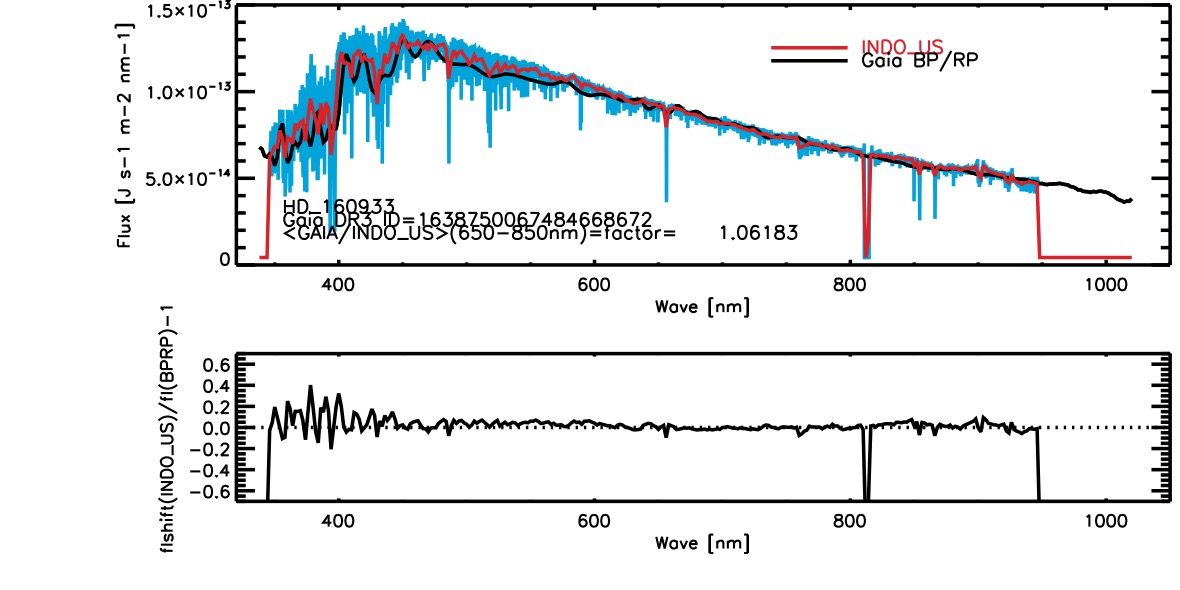 1.5×10−13
1.0×10−13
5.0×10−14
0
Flux [J s−1 m−2 nm−1]
INDO_US
Gaia BP/RP
HD_160933
Gaia DR3 ID=1638750067484668672
<GAIA/INDO_US>(650−850nm)=factor= 1.06183
400 600 800 1000
Wave [nm]
flshift(INDO_US)/fl(BPRP)−1
0.6
0.4
0.2
0.0
−0.2
−0.4
−0.6
400 600 800 1000
Wave [nm]